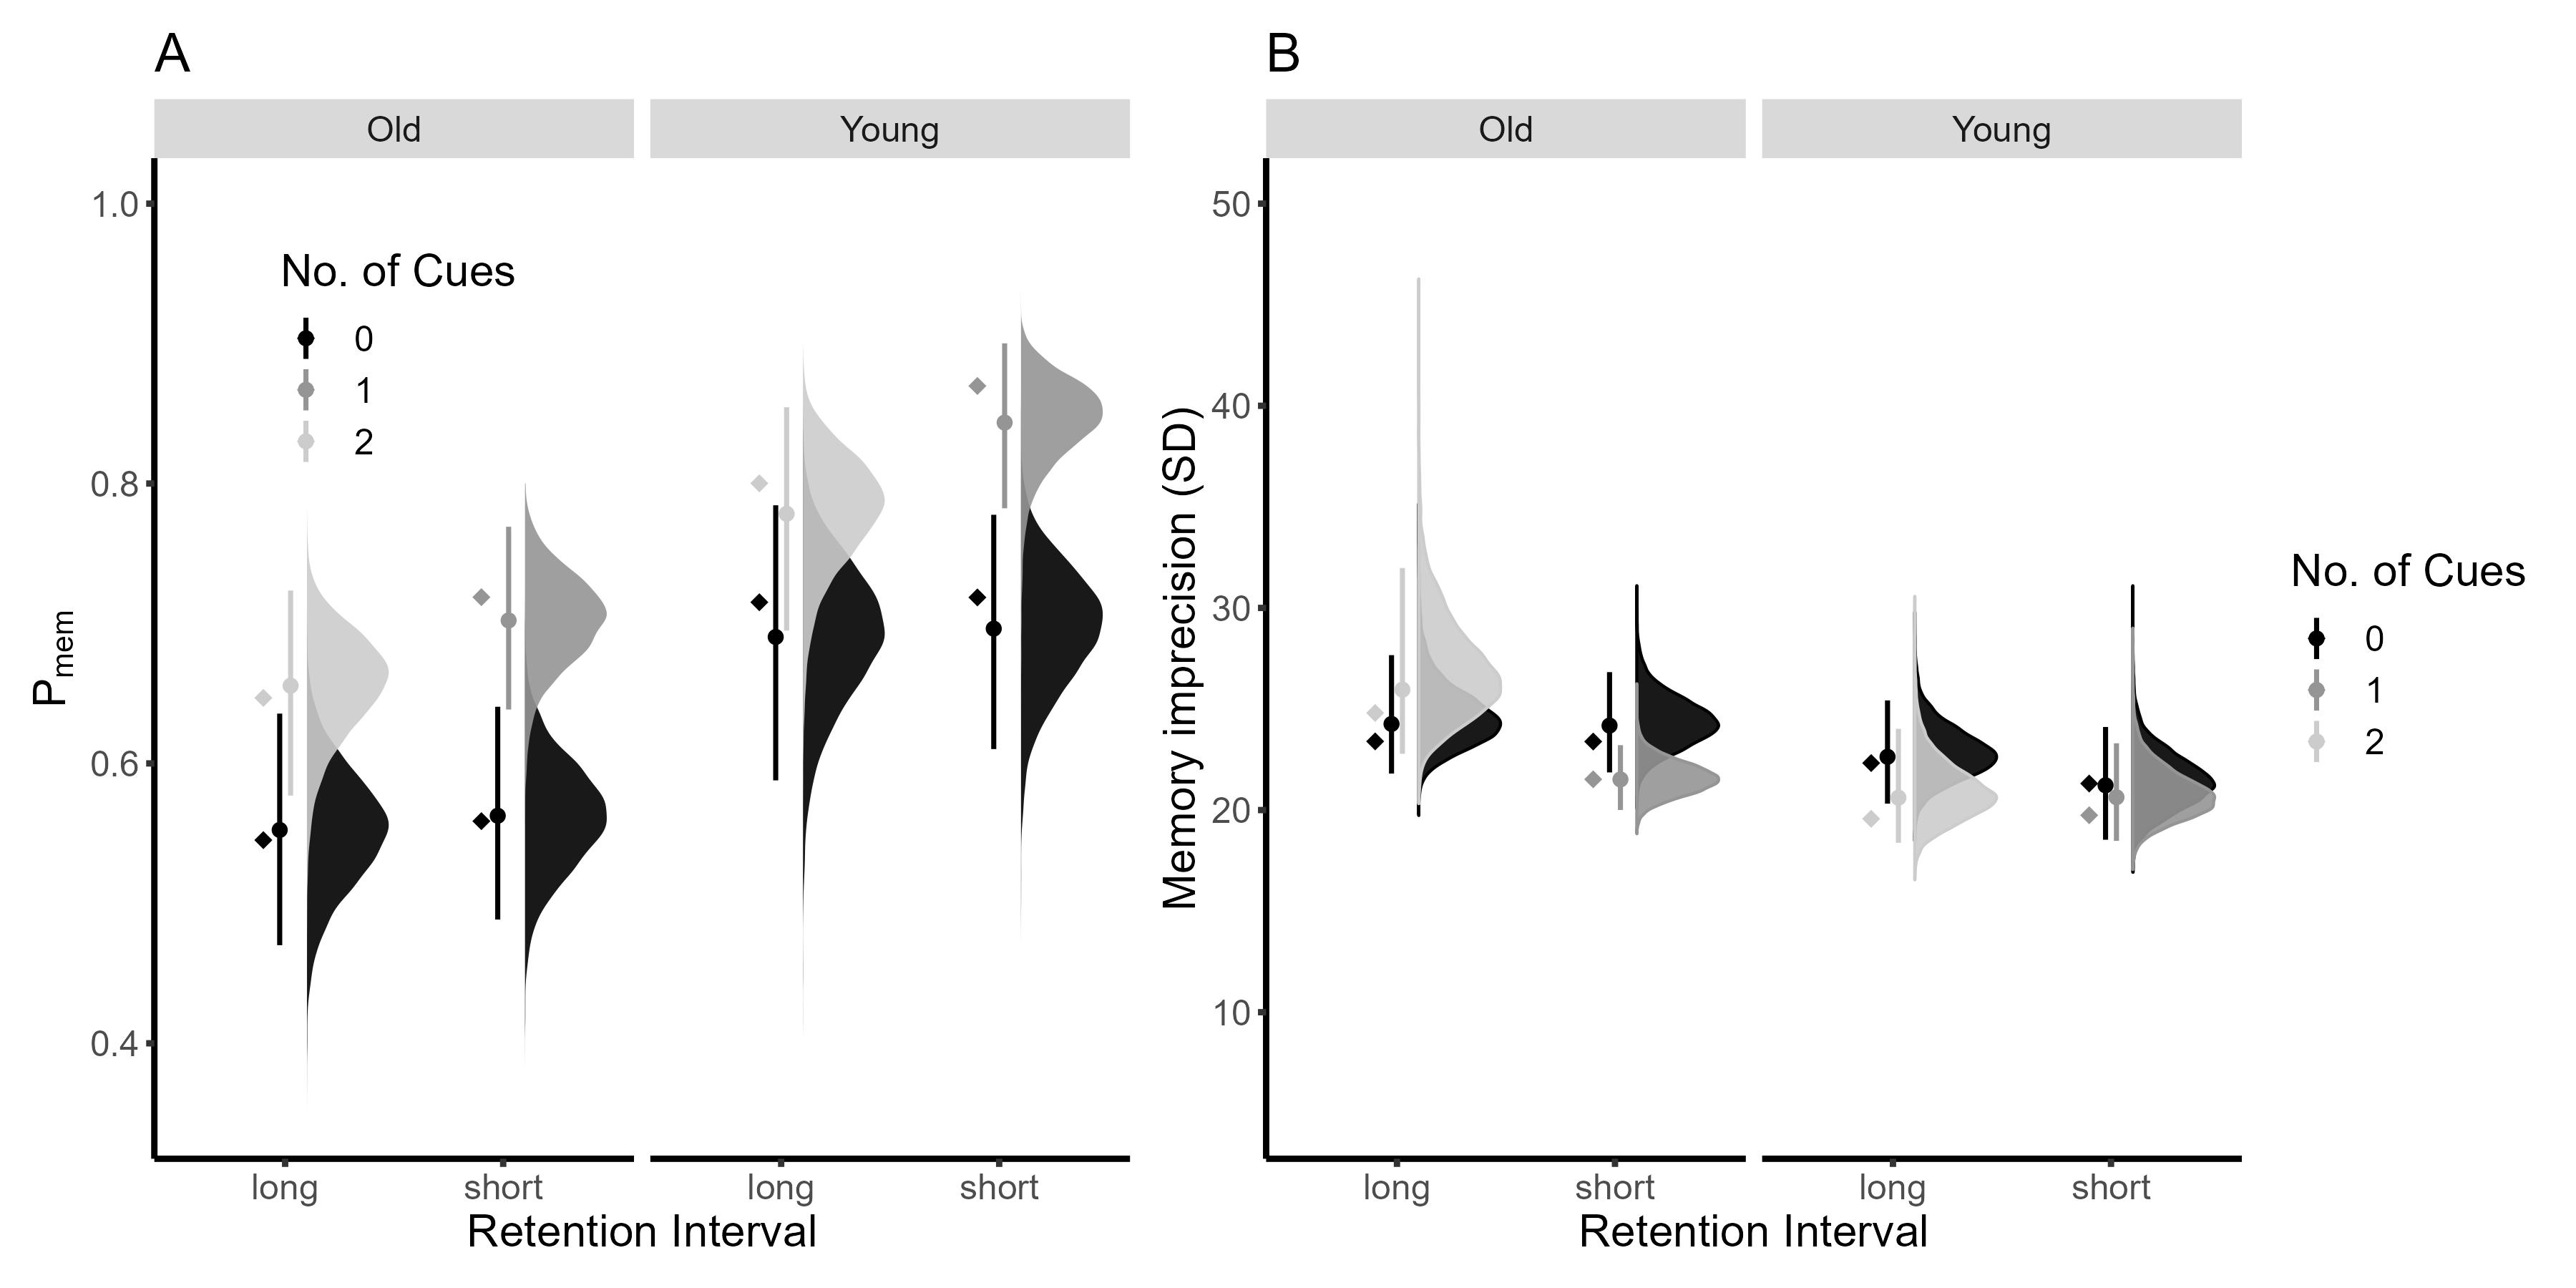 A
Old
Young
1.0
0.8
0.6
0.4
P mem
No. of Cues
0
1
2
long
short
long
short
Retention Interval
B
Old
Young
50
40
30
20
10
Memory imprecision (SD)
long
short
long
short
Retention Interval
No. of Cues
0
1
2